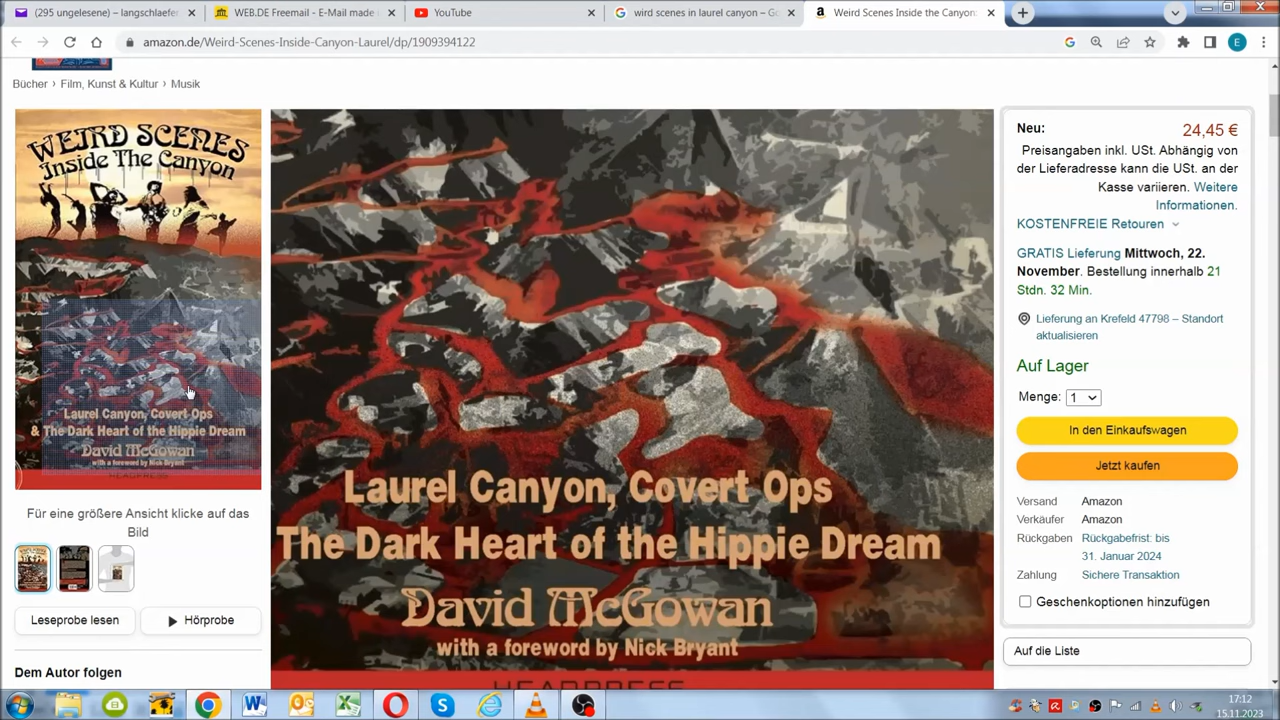 (295 ungelesene) – langschlaefer
WEB.DE Freemail - E-Mail made
YouTube
wird scenes in laurel canyon – Go
Weird Scenes Inside the Canyon:
amazon.de/Weird-Scenes-Inside-Canyon-Laurel/dp/1909394122
E
Bücher › Film, Kunst & Kultur › Musik
WEIRD SCENES
Inside The Canyon
Laurel Canyon, Covert Ops
& The Dark Heart of the Hippie Dream
David McGowan
with a foreword by Nick Bryant
HEADPRESS
Für eine größere Ansicht klicke auf das
Bild
Leseprobe lesen
Hörprobe
Dem Autor folgen
Laurel Canyon, Covert Ops
The Dark Heart of the Hippie Dream
David McGowan
with a foreword by Nick Bryant
HEADPRESS
Neu:
24,45 €
Preisangaben inkl. USt. Abhängig von
der Lieferadresse kann die USt. an der
Kasse variieren. Weitere
Informationen.
KOSTENFREIE Retouren
GRATIS Lieferung Mittwoch, 22.
November. Bestellung innerhalb 21
Stdn. 32 Min.
Lieferung an Krefeld 47798 – Standort
aktualisieren
Auf Lager
Menge: 1
In den Einkaufswagen
Jetzt kaufen
Versand Amazon
Verkäufer Amazon
Rückgaben Rückgabefrist: bis
31. Januar 2024
Zahlung Sichere Transaktion
Geschenkoptionen hinzufügen
Auf die Liste
17:12
15.11.2023